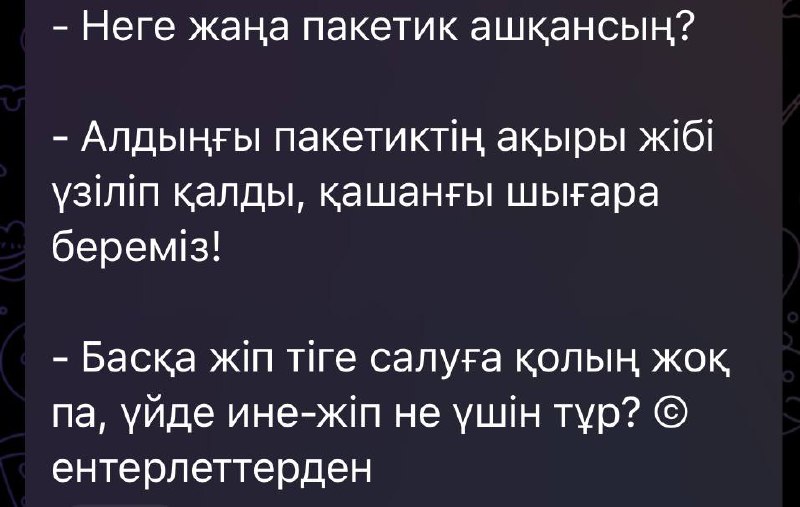 - Неге жаңа пакетик ашқансың?
- Алдыңғы пакетиктің ақыры жібі
үзіліп қалды, қашанғы шығара
береміз!
- Басқа жіп тіге салуға қолың жоқ
па, үйде ине-жіп не үшін тұр? ©
ентерлеттерден